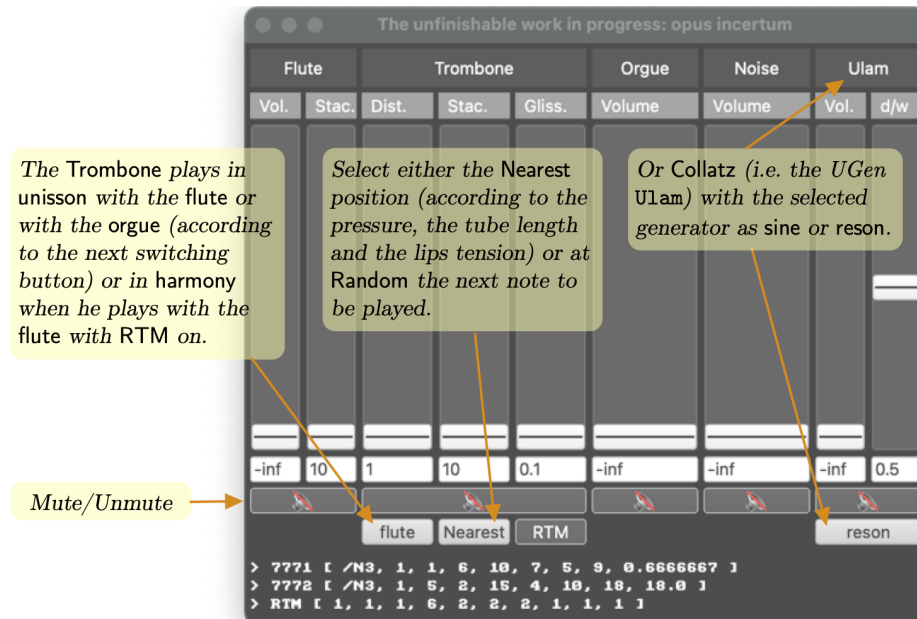 The unfinishable work in progress: opus incertum
Flute Trombone Orgue Noise Ulam
Vol. Stac. Dist. Stac. Gliss. Volume Volume Vol. d/w
The Trombone plays in
unisson with the flute or
with the orgue (according
to the next switching
button) or in harmony
when he plays with the
flute with RTM on.
Select either the Nearest
position (according to the
pressure, the tube length
and the lips tension) or at
Random the next note to
be played.
Or Collatz (i.e. the UGen
Ulam) with the selected
generator as sine or reson.
-inf 10 1 10 0.1 -inf -inf -inf 0.5
Mute/Unmute
flute Nearest RTM reson
> 7771 [ /N3, 1, 1, 6, 10, 7, 5, 9, 0.6666667 ]
> 7772 [ /N3, 1, 5, 2, 15, 4, 10, 18, 18.0 ]
> RTM [ 1, 1, 1, 6, 2, 2, 2, 1, 1, 1 ]